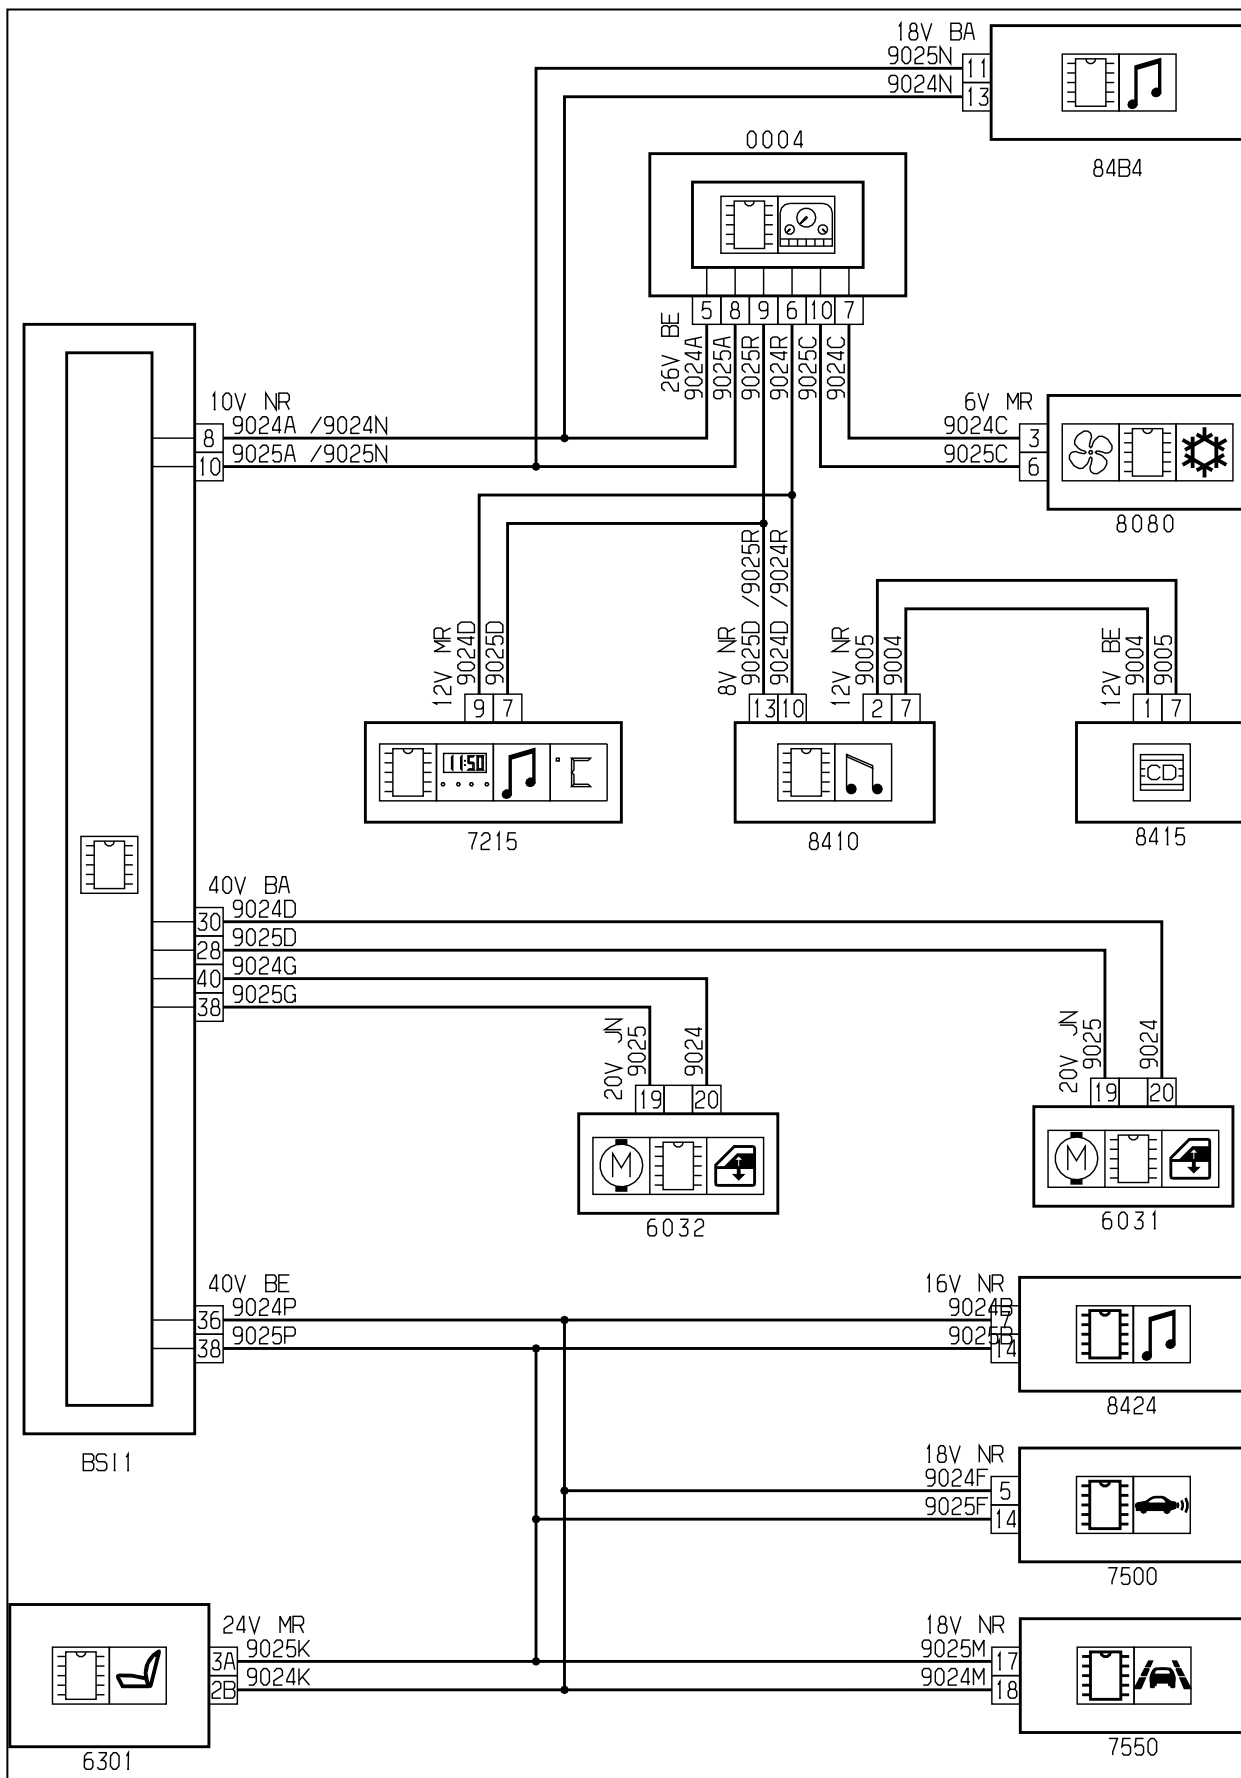 18V BA
9025N
11
9024N
13
84B4
0004
5 8 9 6 10 7
26V BE
9024A
9025A
9025R
9024R
9025C
9024C
10V NR
9024A /9024N
8
9025A /9025N
10
6V MR
9024C
3
9025C
6
8080
12V MR
9024D
9025D
9 7
11:50
°C
7215
8V NR
9025D /9025R
9024D /9024R
13 10
12V NR
9005
9004
2 7
8410
12V BE
9004
9005
1 7
CD
8415
40V BA
9024D
30
9025D
28
9024G
40
9025G
38
20V JN
9025
9024
19 20
M
6032
20V JN
9025
9024
19 20
M
6031
40V BE
9024P
36
9025P
38
16V NR
9024B
7
9025B
14
8424
BSI1
18V NR
9024F
5
9025F
14
7500
24V MR
9025K
3A
9024K
2B
6301
18V NR
9025M
17
9024M
18
7550